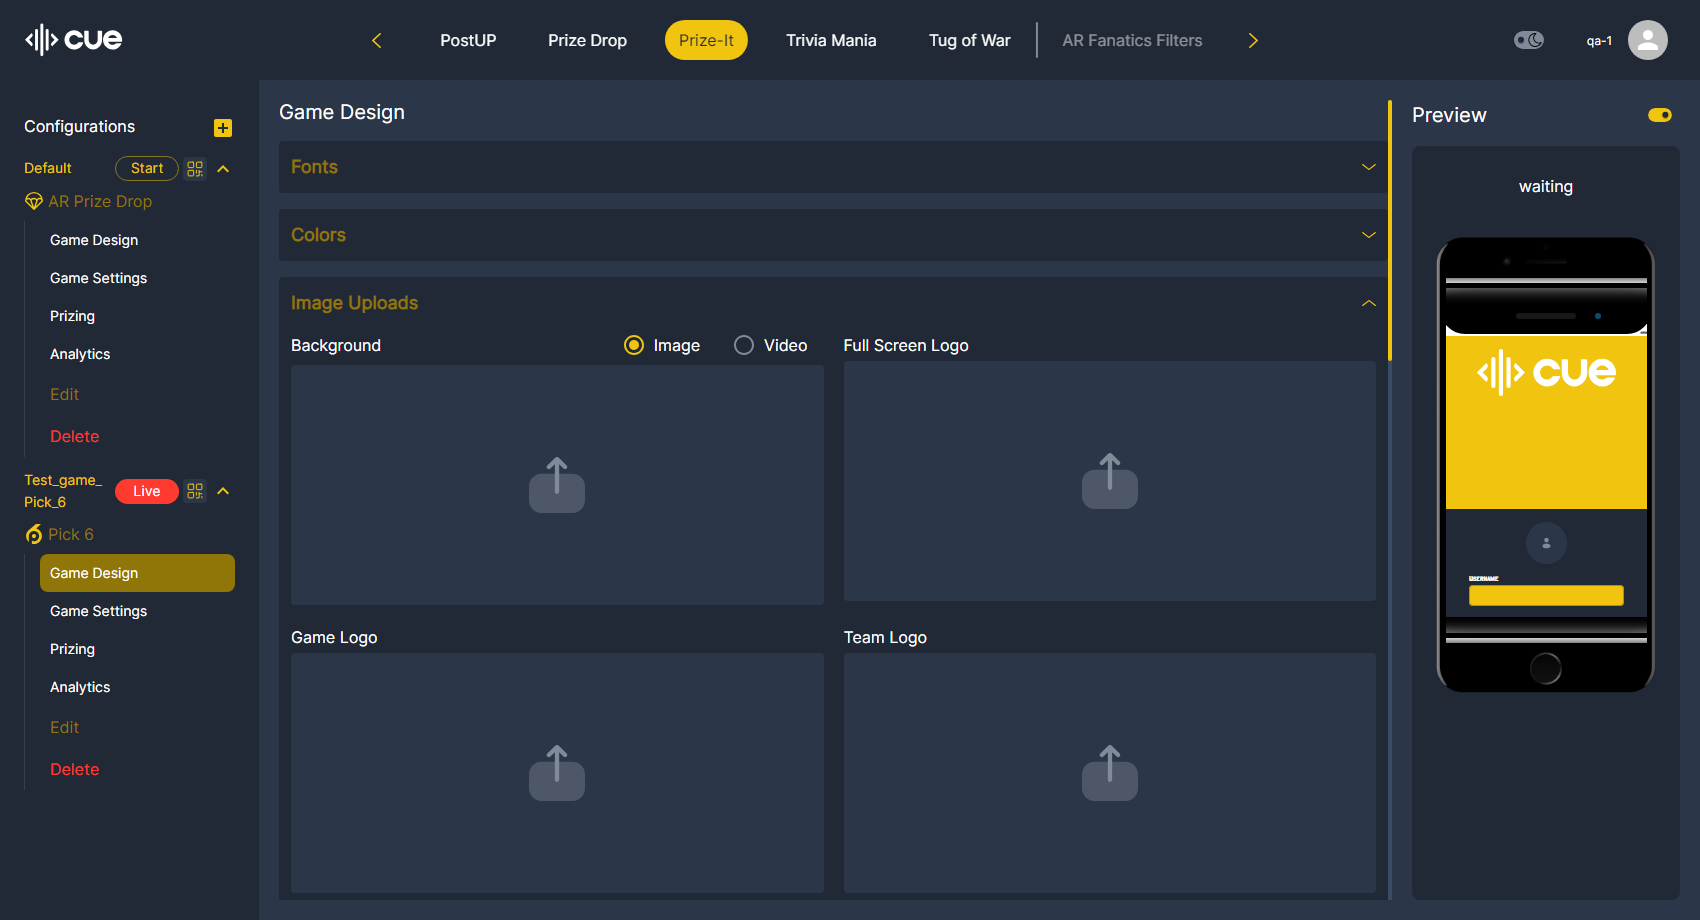 cue
PostUP
Prize Drop
Prize-It
Trivia Mania
Tug of War
AR Fanatics Filters
qa-1
Configurations
Default
Start
AR Prize Drop
Game Design
Game Settings
Prizing
Analytics
Edit
Delete
Test_game_
Pick_6
Live
Pick 6
Game Design
Game Settings
Prizing
Analytics
Edit
Delete
Game Design
Fonts
Colors
Image Uploads
Background
Image
Video
Full Screen Logo
Game Logo
Team Logo
Preview
waiting
cue
USERNAME